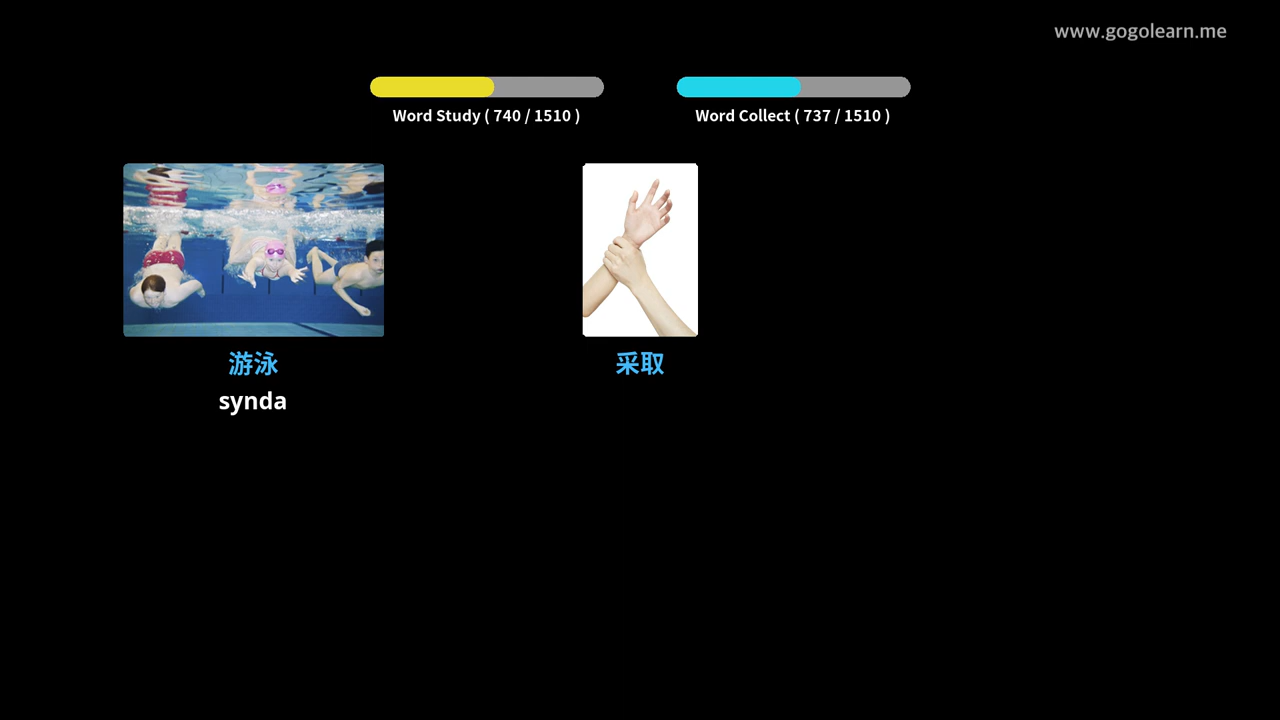 www.gogolearn.me
Word Study ( 740 / 1510 )
Word Collect ( 737 / 1510 )
游泳
synda
采取